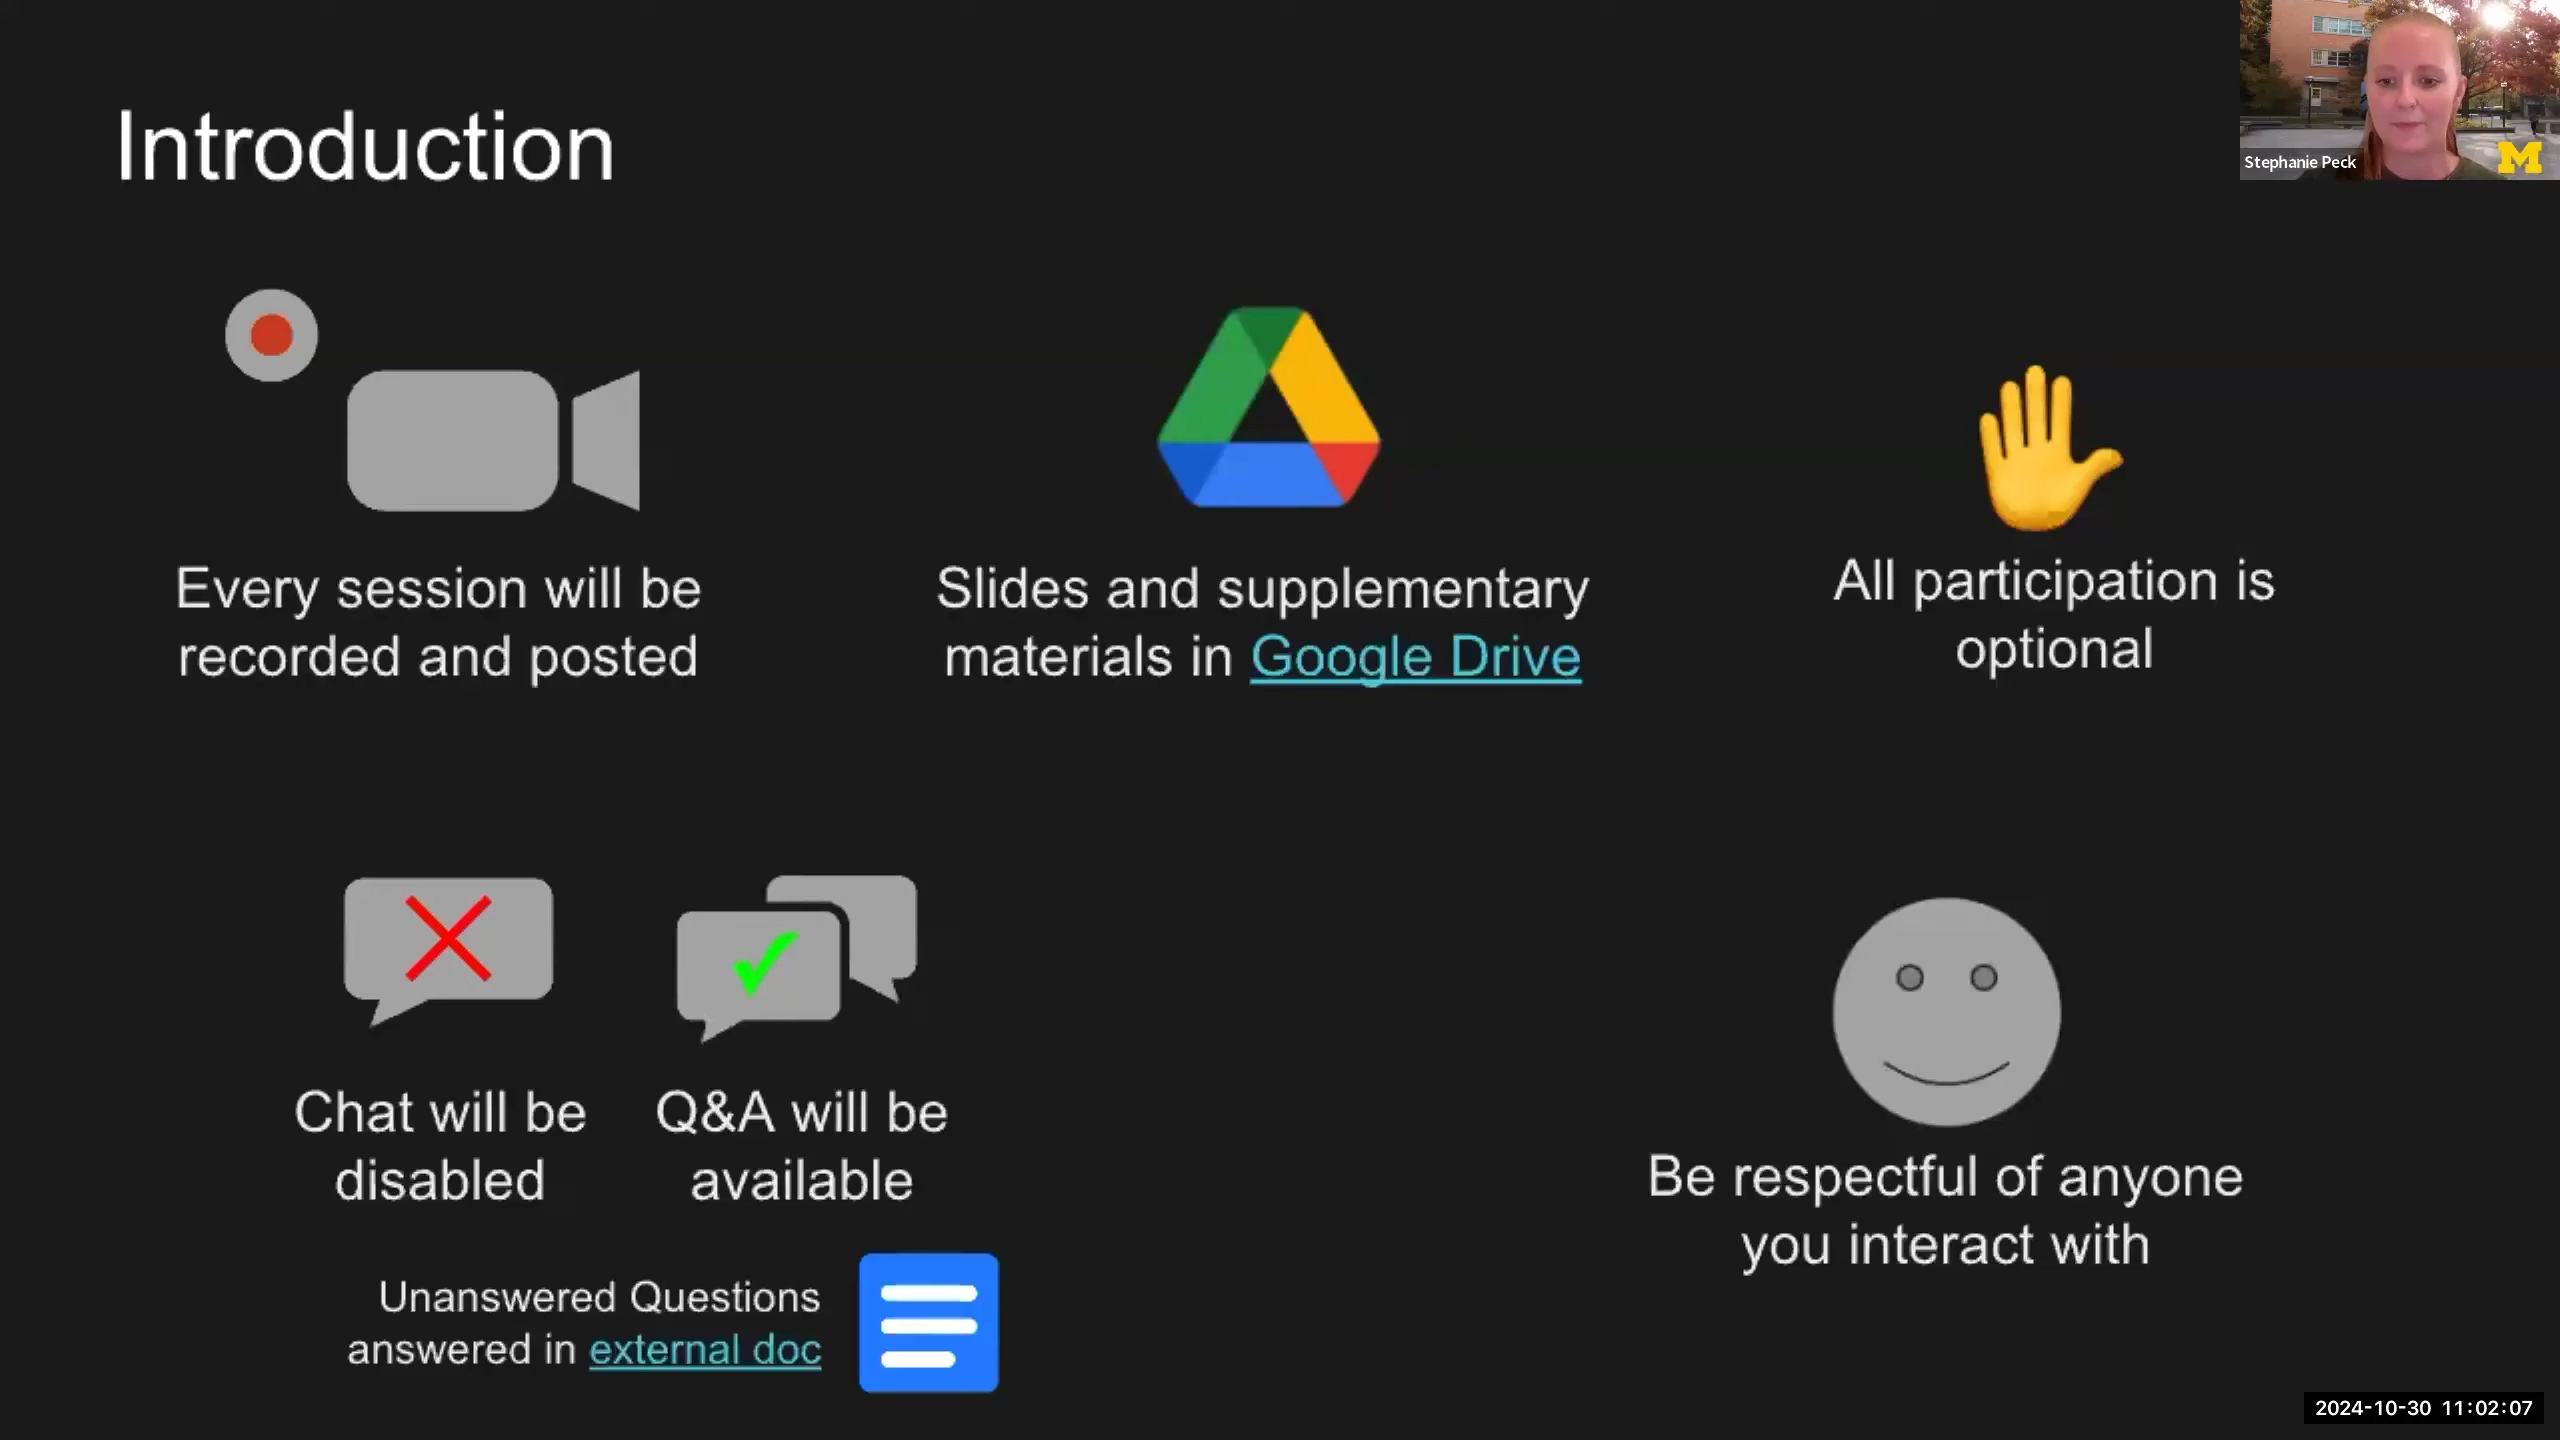 Introduction
Stephanie Peck
M
Every session will be
recorded and posted
Slides and supplementary
materials in Google Drive
All participation is
optional
Chat will be
disabled
Q&A will be
available
Unanswered Questions
answered in external doc
Be respectful of anyone
you interact with
2024-10-30 11:02:07